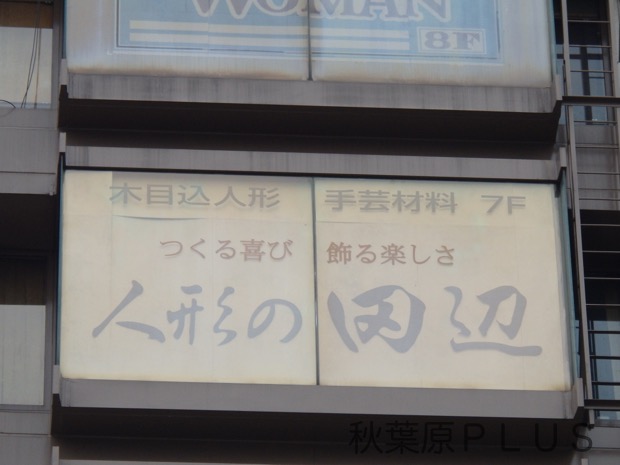 WOMAN
8F
木目込人形 手芸材料 7F
つくる喜び 飾る楽しさ
人形の田辺
秋葉原PLUS